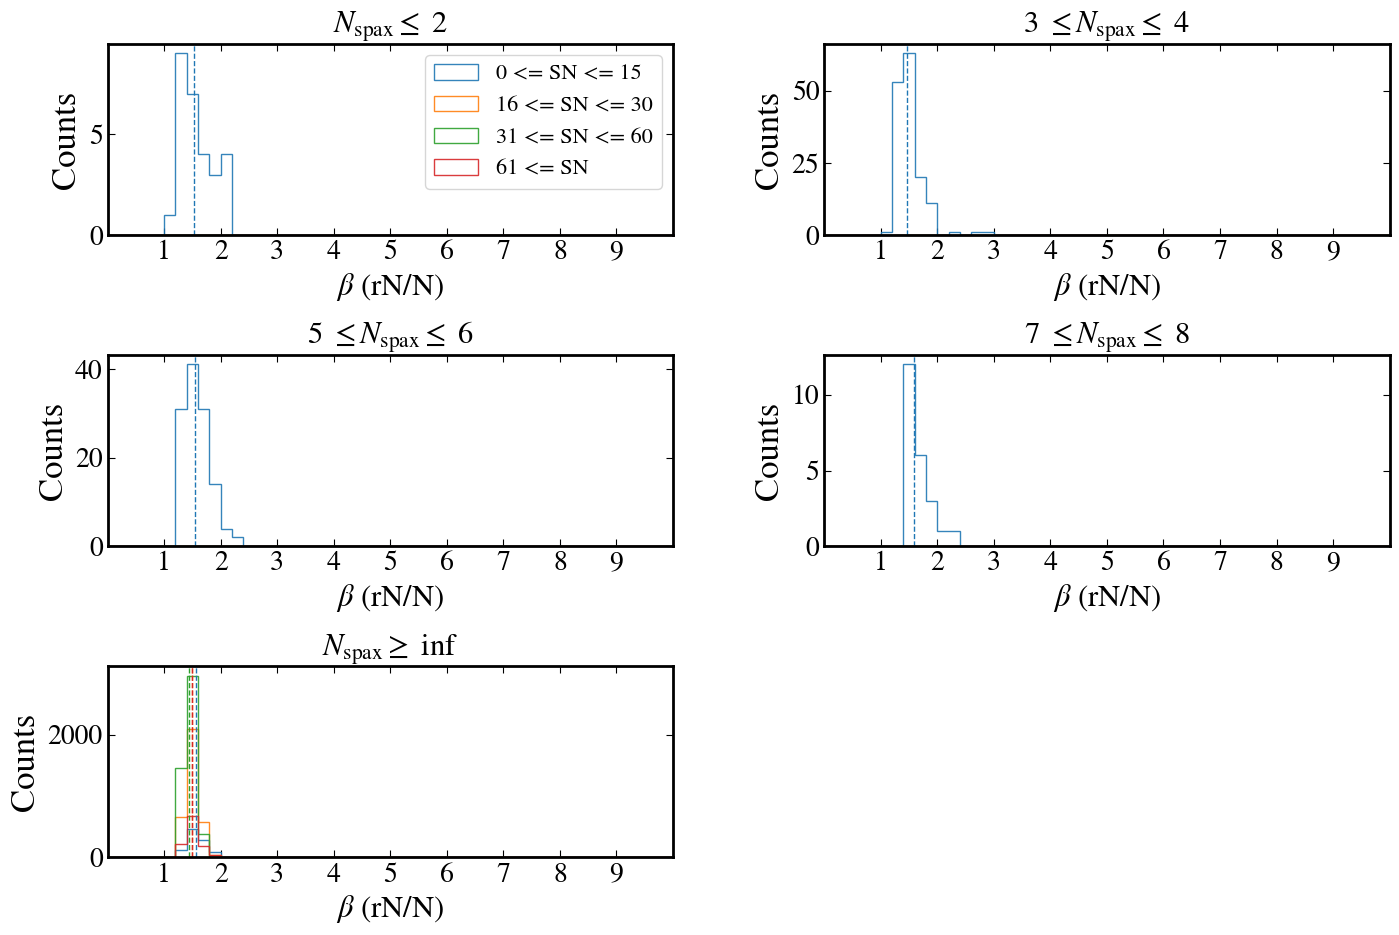 N_spax ≤ 2
Counts
5
0
0 <= SN <= 15
16 <= SN <= 30
31 <= SN <= 60
61 <= SN
1 2 3 4 5 6 7 8 9
β (rN/N)
3 ≤ N_spax ≤ 4
Counts
50
25
0
1 2 3 4 5 6 7 8 9
β (rN/N)
5 ≤ N_spax ≤ 6
Counts
40
20
0
1 2 3 4 5 6 7 8 9
β (rN/N)
7 ≤ N_spax ≤ 8
Counts
10
5
0
1 2 3 4 5 6 7 8 9
β (rN/N)
N_spax ≥ inf
Counts
2000
0
1 2 3 4 5 6 7 8 9
β (rN/N)